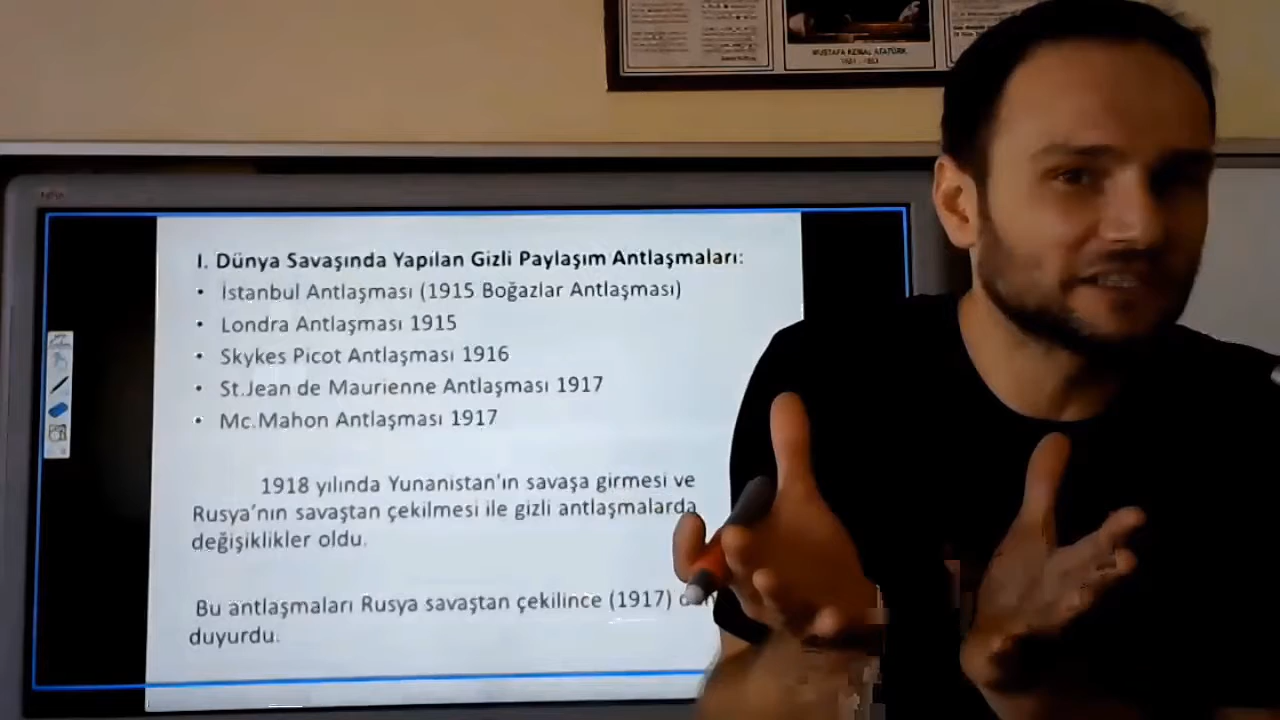 MUSTAFA KEMAL ATATÜRK
I. Dünya Savaşında Yapılan Gizli Paylaşım Antlaşmaları:
• İstanbul Antlaşması (1915 Boğazlar Antlaşması)
• Londra Antlaşması 1915
• Skykes Picot Antlaşması 1916
• St.Jean de Maurienne Antlaşması 1917
• Mc.Mahon Antlaşması 1917
1918 yılında Yunanistan'ın savaşa girmesi ve
Rusya'nın savaştan çekilmesi ile gizli antlaşmalarda
değişiklikler oldu.
Bu antlaşmaları Rusya savaştan çekilince (1917)
duyurdu.